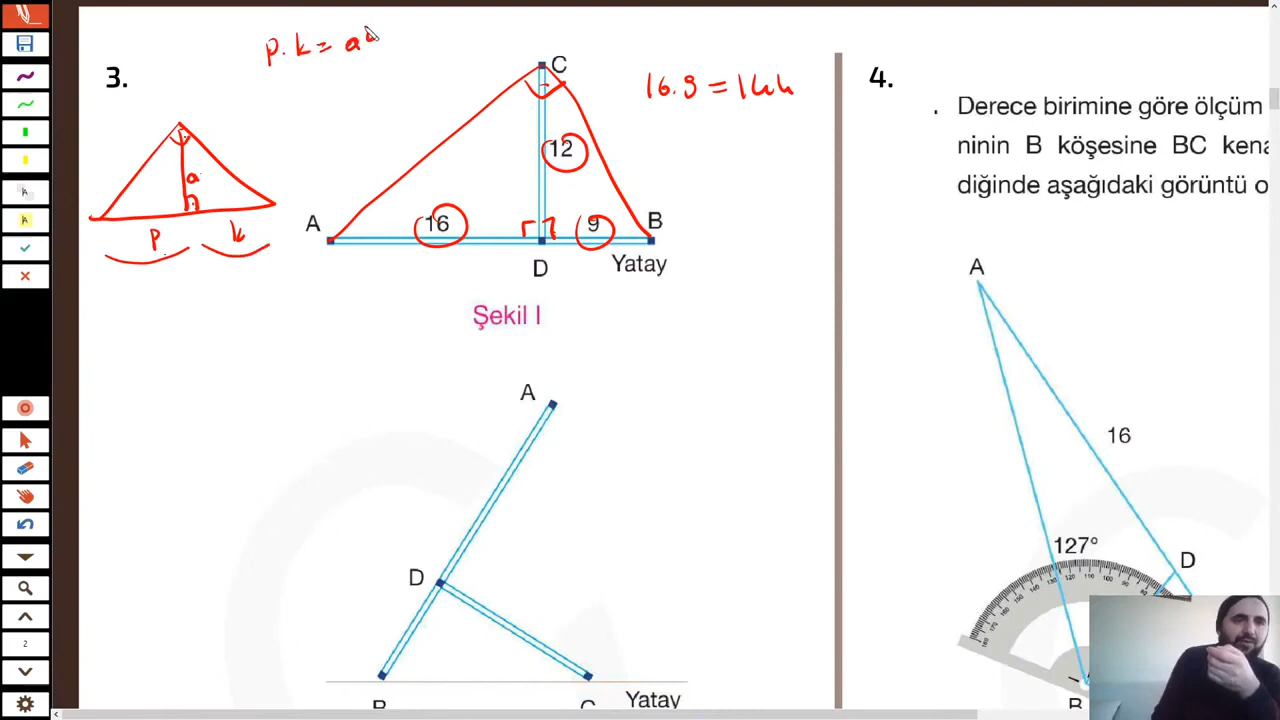 p.k = a²
3.
C
16.9 = 144
12
a
A
16
9
B
p
k
D
Yatay
Şekil I
A
D
B
C
Yatay
4.
. Derece birimine göre ölçüm
ninin B köşesine BC kena
diğinde aşağıdaki görüntü o
A
16
127°
D
B
2